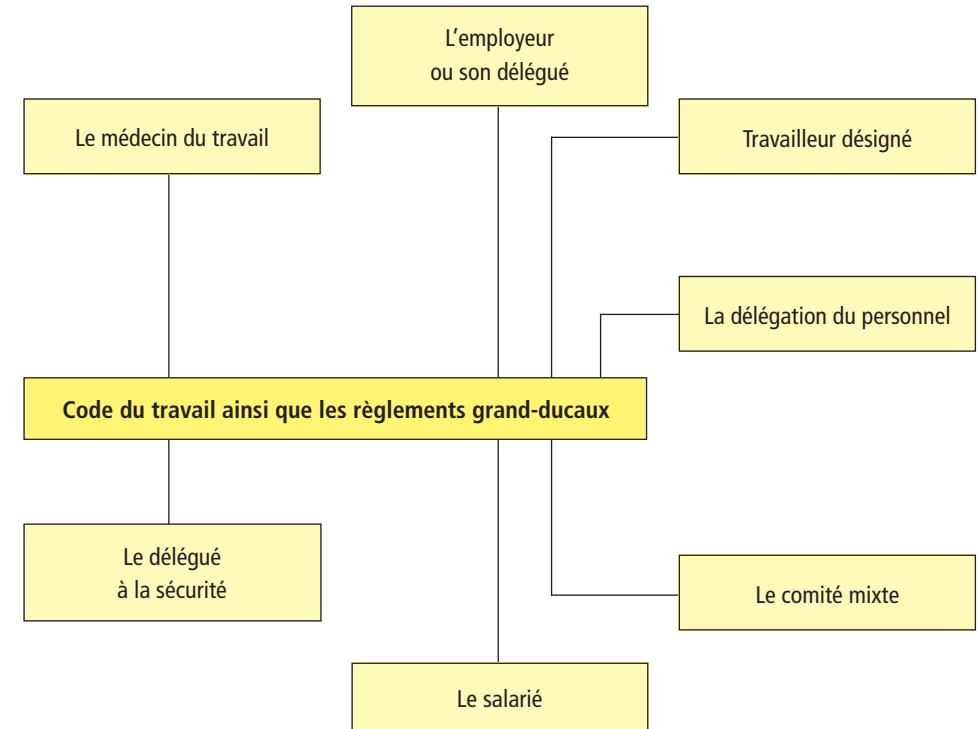 L'employeur
ou son délégué
Le médecin du travail
Travailleur désigné
La délégation du personnel
Code du travail ainsi que les règlements grand-ducaux
Le délégué
à la sécurité
Le comité mixte
Le salarié